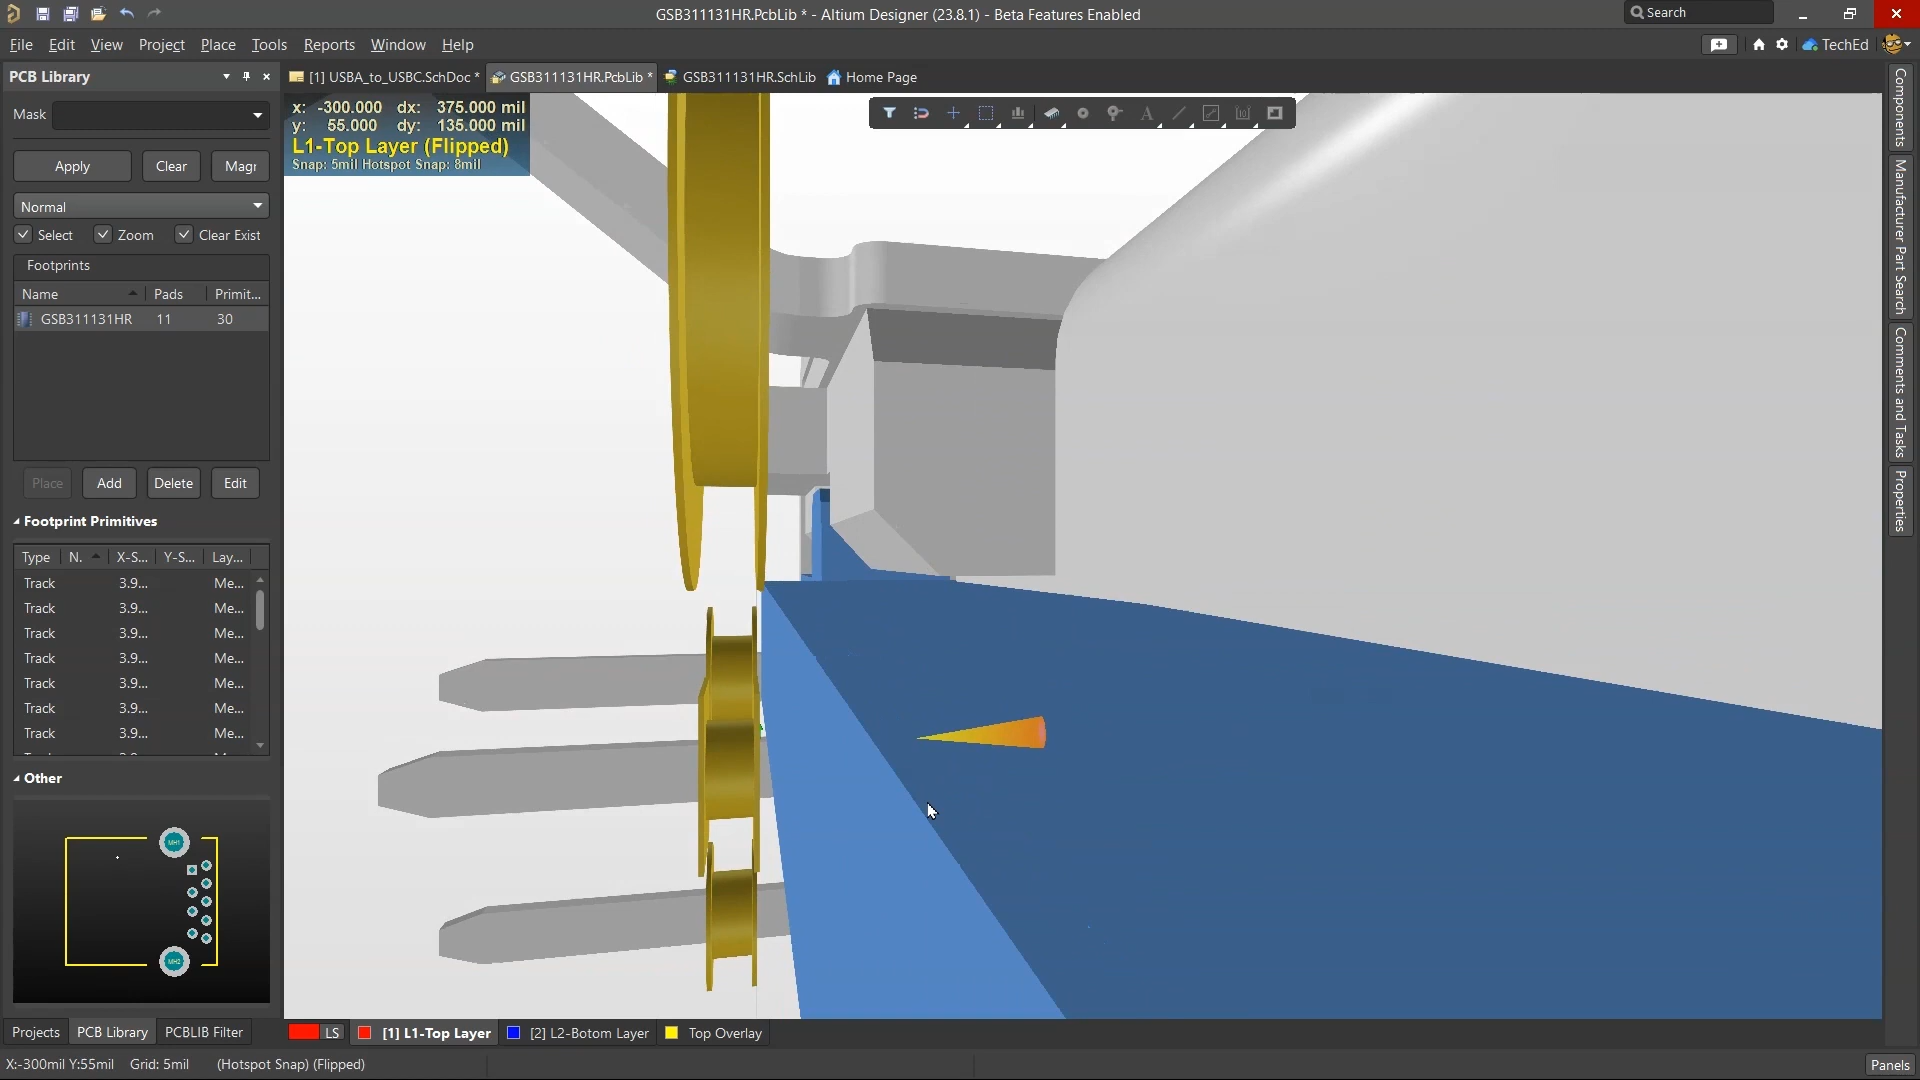 GSB311131HR.PcbLib * - Altium Designer (23.8.1) - Beta Features Enabled
Search
File Edit View Project Place Tools Reports Window Help
TechEd
PCB Library
[1] USBA_to_USBC.SchDoc *
GSB311131HR.PcbLib *
GSB311131HR.SchLib
Home Page
Mask
Apply Clear Magr
Normal
Select Zoom Clear Exist
Footprints
Name Pads Primit...
GSB311131HR 11 30
Place Add Delete Edit
Footprint Primitives
Type N. X-S... Y-S... Lay...
Track 3.9... Me...
Track 3.9... Me...
Track 3.9... Me...
Track 3.9... Me...
Track 3.9... Me...
Track 3.9... Me...
Track 3.9... Me...
Other
MH1
MH2
x: -300.000 dx: 375.000 mil
y: 55.000 dy: 135.000 mil
L1-Top Layer (Flipped)
Snap: 5mil Hotspot Snap: 8mil
Components
Manufacturer Part Search
Comments and Tasks
Properties
Projects PCB Library PCBLIB Filter
LS [1] L1-Top Layer [2] L2-Botom Layer Top Overlay
X:-300mil Y:55mil Grid: 5mil (Hotspot Snap) (Flipped)
Panels